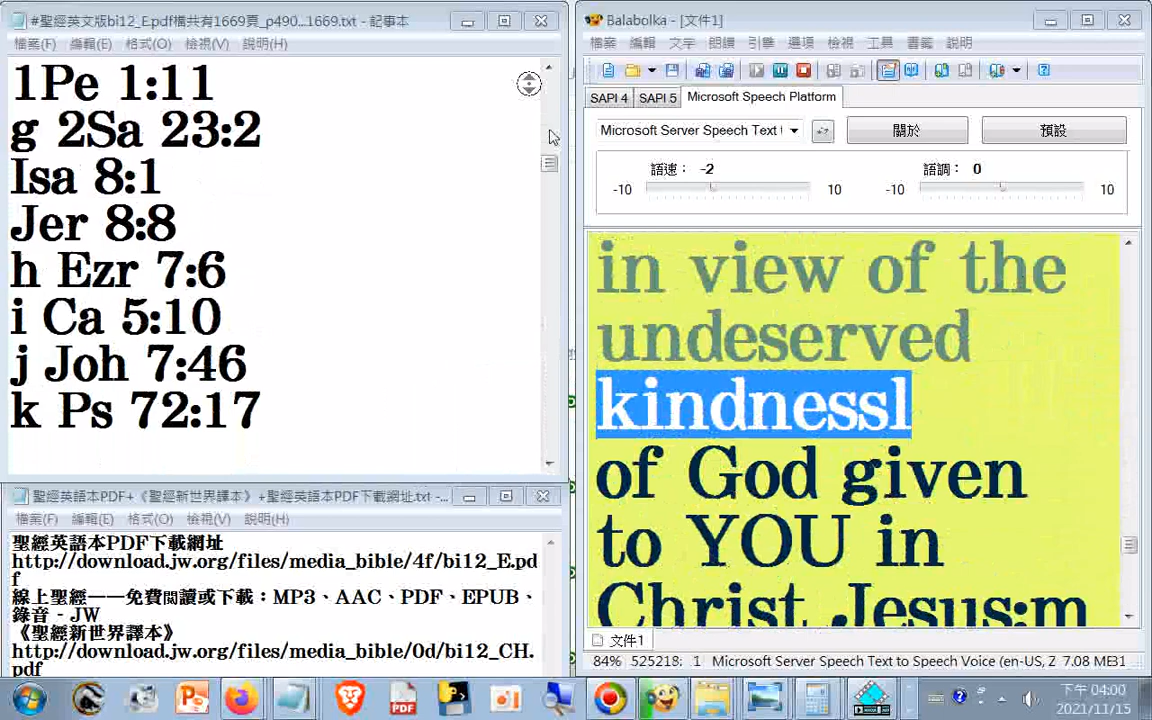 #聖經英文版bi12_E.pdf橫共有1669頁_p490...1669.txt - 記事本
檔案(F) 編輯(E) 格式(O) 檢視(V) 說明(H)
1Pe 1:11
g 2Sa 23:2
Isa 8:1
Jer 8:8
h Ezr 7:6
i Ca 5:10
j Joh 7:46
k Ps 72:17
聖經英語本PDF+《聖經新世界譯本》+聖經英語本PDF下載網址.txt -...
檔案(F) 編輯(E) 格式(O) 檢視(V) 說明(H)
聖經英語本PDF下載網址
http://download.jw.org/files/media_bible/4f/bi12_E.pd
f
線上聖經——免費閱讀或下載：MP3、AAC、PDF、EPUB、
錄音 - JW
《聖經新世界譯本》
http://download.jw.org/files/media_bible/0d/bi12_CH.
pdf
Balabolka - [文件1]
檔案 編輯 文字 朗讀 引擎 選項 檢視 工具 書籤 說明
SAPI 4 SAPI 5 Microsoft Speech Platform
Microsoft Server Speech Text 關於 預設
語速： -2 語調： 0
-10 10 -10 10
in view of the
undeserved
kindnessl
of God given
to YOU in
Christ Jesus:m
文件1
84% 525218: 1 Microsoft Server Speech Text to Speech Voice (en-US, Z 7.08 MB
下午 04:00
2021/11/15